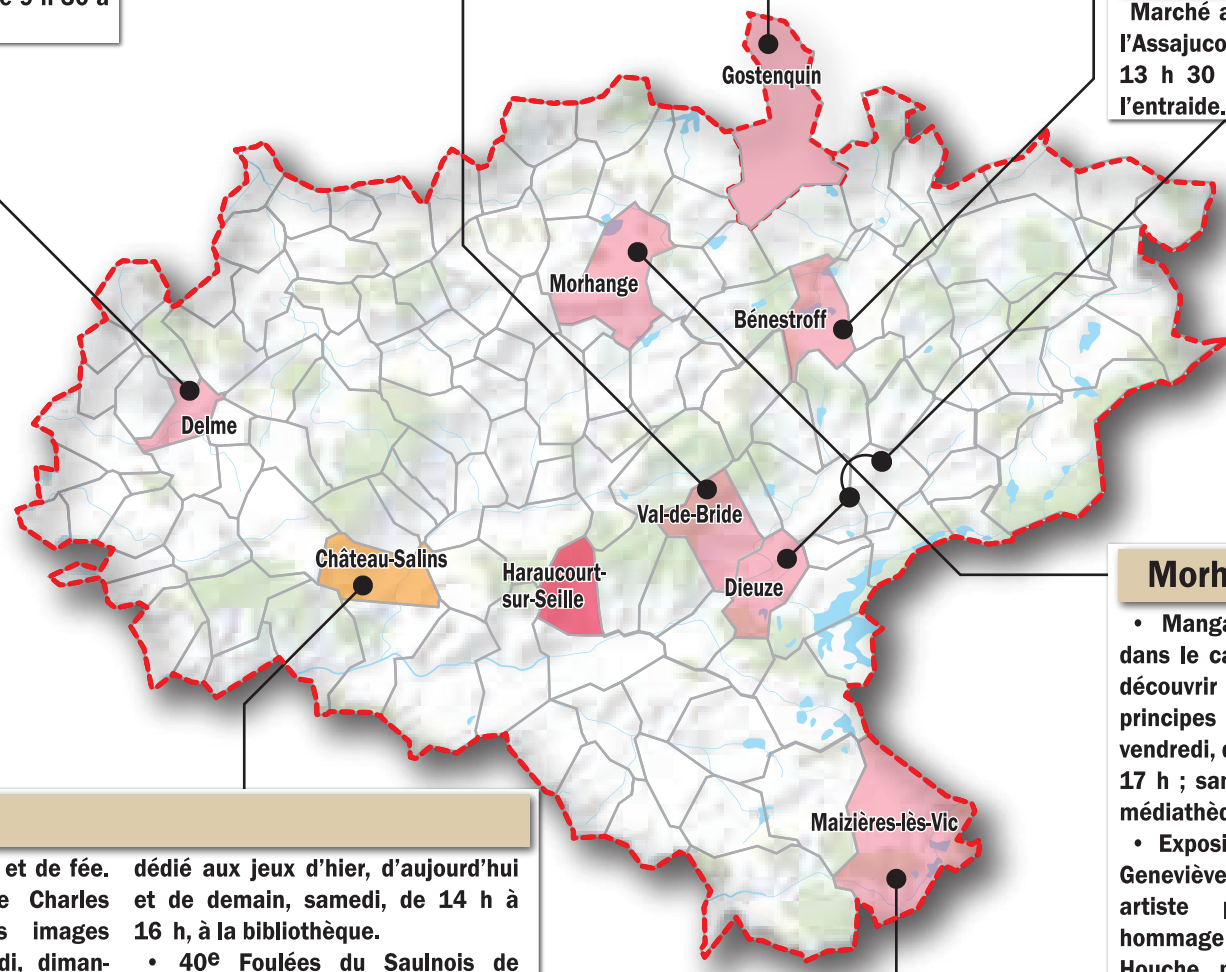 Marché a
l'Assajuco
13 h 30
l'entraide.
Gostenquin
Morhange
Bénestroff
Delme
Val-de-Bride
Château-Salins
Haraucourt-
sur-Seille
Dieuze
Maizières-lès-Vic
et de fée.
e Charles
s images
di, diman-
dédié aux jeux d'hier, d'aujourd'hui
et de demain, samedi, de 14 h à
16 h, à la bibliothèque.
• 40e Foulées du Saulnois de
Morh
• Manga
dans le ca
découvrir
principes
vendredi, d
17 h ; sam
médiathèq
• Exposi
Geneviève
artiste p
hommage
Houche